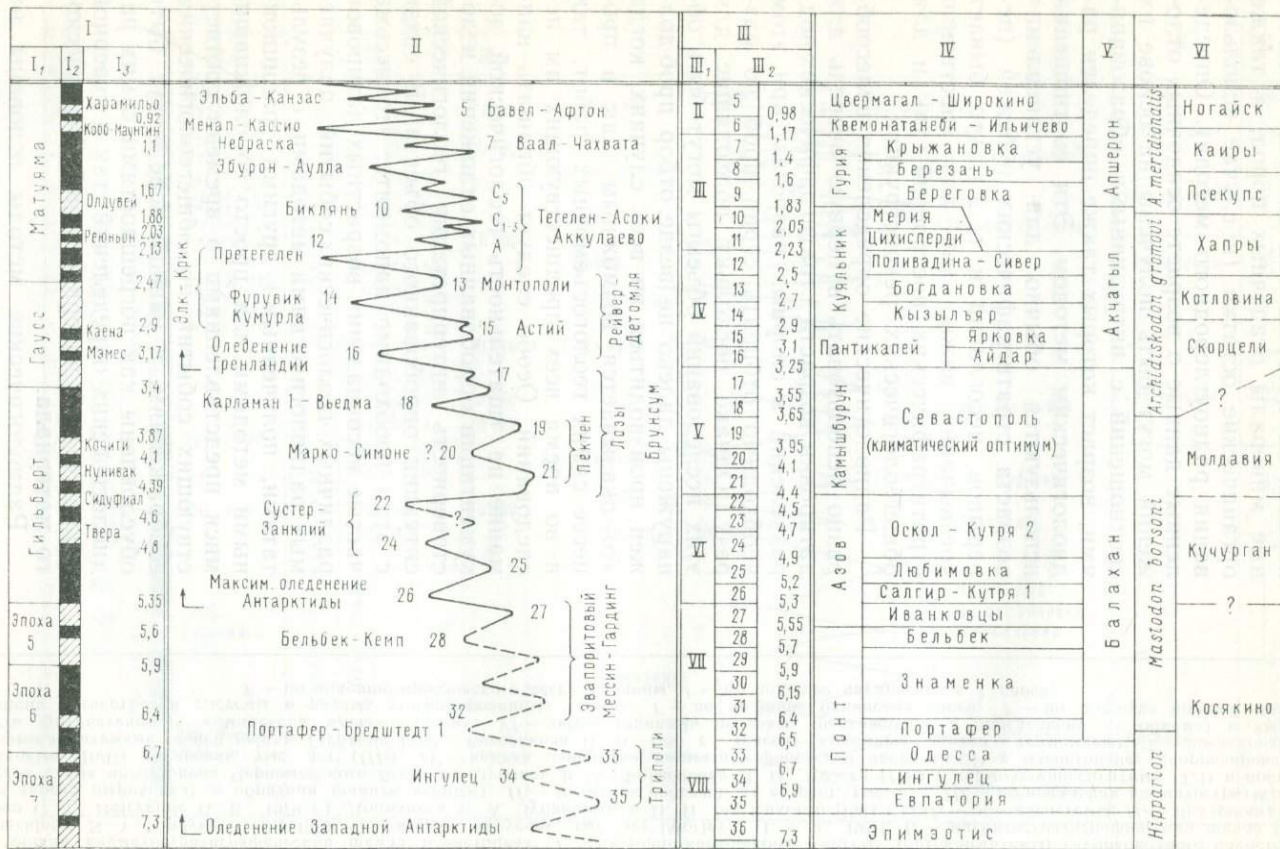 I
II
III
IV
V
VI
I₁
I₂
I₃
III₁
III₂
Матуяма
Гаусс
Гильберт
Эпоха 5
Эпоха 6
Эпоха 7
Харамильо
0,92
Кобб-Маунтин
1,1
1,67
Олдувей
1,88
2,03
Реюньон
2,13
2,47
2,9
Каена
Мэмес
3,17
3,4
3,87
Кочити
4,1
Нунивак
4,39
Сидуфиал
4,6
Твера
4,8
5,35
5,6
5,9
6,4
6,7
7,3
Эльба - Канзас
5 Бавел - Афтон
Менап - Кассио
Небраска
7 Ваал - Чахвата
Эбурон - Аулла
C₅
Биклянь 10
C₁₋₃
Тегелен - Асоки
Аккулаево
12
A
Претегелен
Элк-Крик
13 Монтополи
Фурувик 14
Кумурла
15 Астий
Рейвер-
Детомля
Оледенение
Гренландии
16
17
Карламан 1 - Вьедма 18
19
Марко - Симоне ? 20
21
Пектен
Лозы
Брунсум
22
Сустер-
Занклий
?
24
25
Максим. оледенение
Антарктиды
26
27
Бельбек - Кемп 28
Эвапоритовый
Мессин - Гардинг
32
Портафер - Бредштедт 1
33
Ингулец 34
35
Триполи
Оледенение Западной Антарктиды
II
III
IV
V
VI
VII
VIII
5
0,98
6
1,17
7
1,4
8
1,6
9
1,83
10
2,05
11
2,23
12
2,5
13
2,7
14
2,9
15
3,1
16
3,25
17
3,55
18
3,65
19
3,95
20
4,1
21
4,4
22
4,5
23
4,7
24
4,9
25
5,2
26
5,3
27
5,55
28
5,7
29
5,9
30
6,15
31
6,4
32
6,5
33
6,7
34
6,9
35
36
7,3
Цвермагал - Широкино
Квемонатанеби - Ильичево
Гурия
Крыжановка
Березань
Береговка
Куяльник
Мерия
Цихисперди
Поливадина - Сивер
Богдановка
Кызылъяр
Пантикапей
Ярковка
Айдар
Камышбурун
Севастополь
(климатический оптимум)
Азов
Оскол - Кутря 2
Любимовка
Салгир - Кутря 1
Иванковцы
Бельбек
Понт
Знаменка
Портафер
Одесса
Ингулец
Евпатория
Эпимэотис
Апшерон
Акчагыл
Балахан
A. meridionalis
Archidiskodon gromovi
Mastodon borsoni
Hipparion
Ногайск
Каиры
Псекупс
Хапры
Котловина
Скорцели
?
Молдавия
Кучурган
?
Косякино